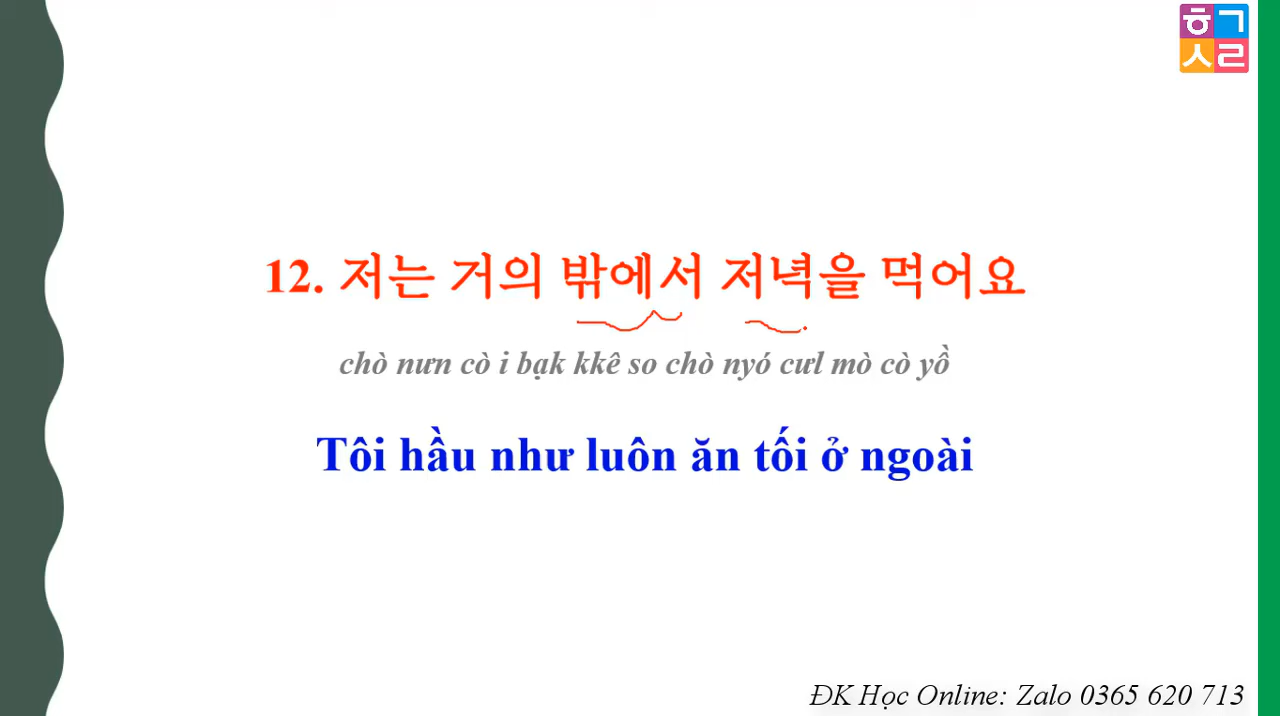 ㅎㄱ
ㅅㄹ
12. 저는 거의 밖에서 저녁을 먹어요
chò nưn cò i bạk kkê so chò nyó cưl mò cò yồ
Tôi hầu như luôn ăn tối ở ngoài
ĐK Học Online: Zalo 0365 620 713